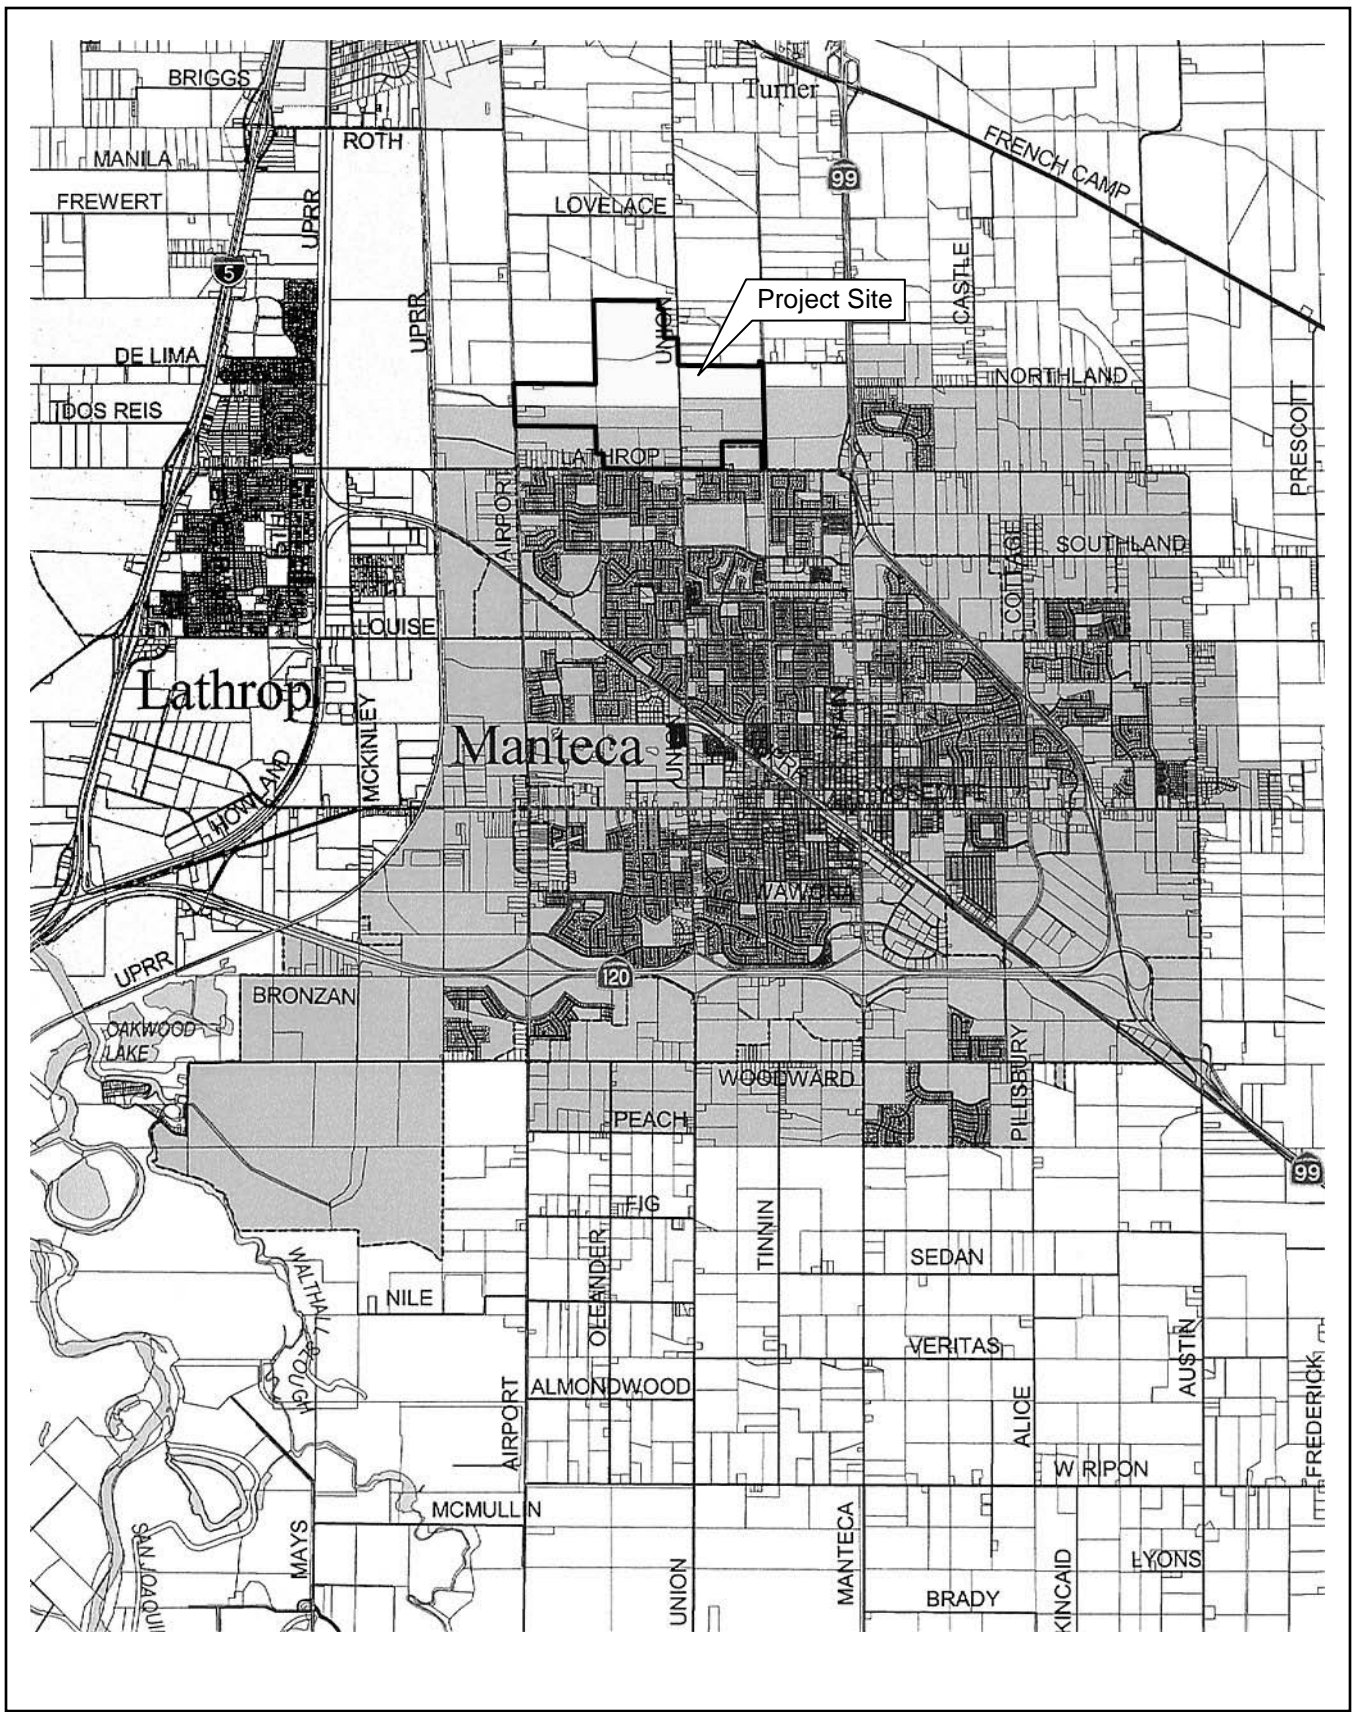 BRIGGS
Turner
ROTH
FRENCH CAMP
MANILA
99
FREWERT
UPRR
LOVELACE
5
CASTLE
Project Site
UPRR
UNION
DE LIMA
NORTHLAND
DOS REIS
PRESCOTT
LATHROP
AIRPORT
COTTAGE
SOUTHLAND
LOUISE
Lathrop
MCKINLEY
Manteca
UNION
MAIN
YOSEMITE
HOWLAND
WAWONA
UPRR
120
BRONZAN
OAKWOOD
LAKE
PILLSBURY
WOODWARD
PEACH
99
FIG
OLEANDER
TINNIN
SEDAN
WALTHALL SLOUGH
NILE
VERITAS
AUSTIN
AIRPORT
ALMONDWOOD
ALICE
FREDERICK
W RIPON
MCMULLIN
SAN JOAQUI
MAYS
UNION
MANTECA
KINCAID
LYONS
BRADY